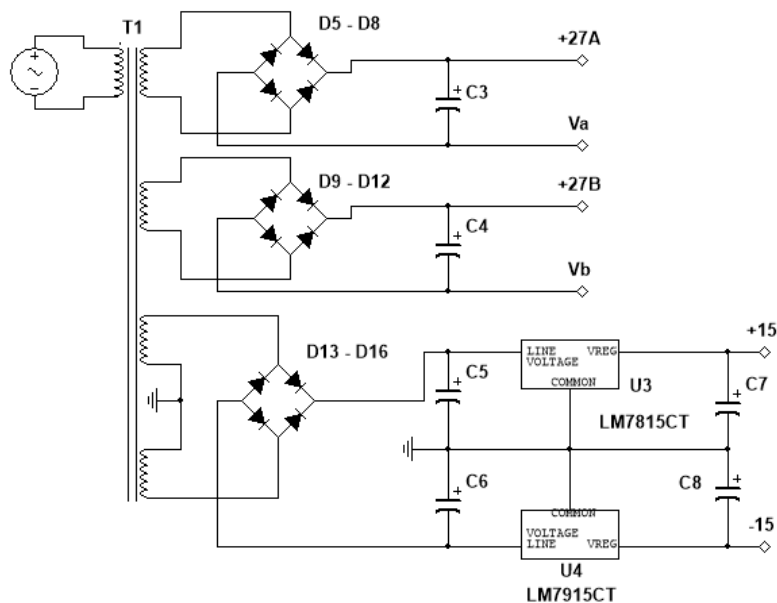 T1
D5 - D8
+27A
+
C3
Va
D9 - D12
+27B
+
C4
Vb
D13 - D16
+15
LINE VREG
VOLTAGE
COMMON
+
C5
U3
+
C7
LM7815CT
+
C6
+
C8
COMMON
VOLTAGE
LINE VREG
-15
U4
LM7915CT